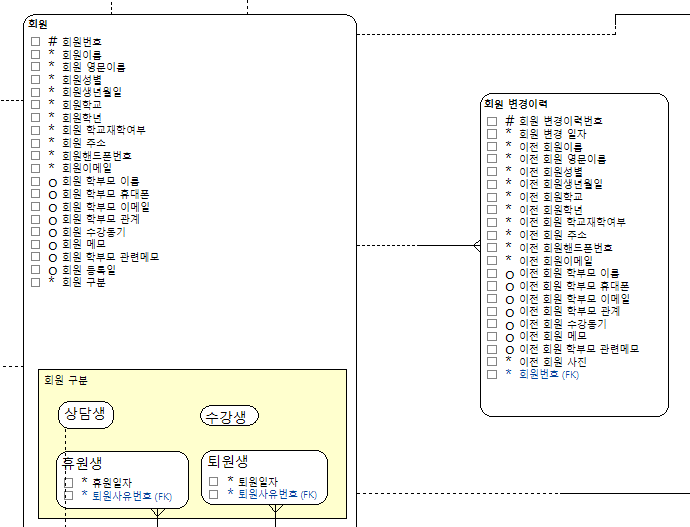 회원
# 회원번호
* 회원이름
* 회원 영문이름
* 회원성별
* 회원생년월일
* 회원학교
* 회원학년
* 회원 학교재학여부
* 회원 주소
* 회원핸드폰번호
* 회원이메일
o 회원 학부모 이름
o 회원 학부모 휴대폰
o 회원 학부모 이메일
o 회원 학부모 관계
o 회원 수강동기
o 회원 메모
o 회원 학부모 관련메모
o 회원 등록일
* 회원 구분
회원 구분
상담생
수강생
휴원생
* 휴원일자
* 퇴원사유번호 (FK)
퇴원생
* 퇴원일자
* 퇴원사유번호 (FK)
회원 변경이력
# 회원 변경이력번호
* 회원 변경 일자
* 이전 회원이름
* 이전 회원 영문이름
* 이전 회원성별
* 이전 회원생년월일
* 이전 회원학교
* 이전 회원학년
* 이전 회원 학교재학여부
* 이전 회원 주소
* 이전 회원핸드폰번호
* 이전 회원이메일
o 이전 회원 학부모 이름
o 이전 회원 학부모 휴대폰
o 이전 회원 학부모 이메일
o 이전 회원 학부모 관계
o 이전 회원 수강동기
o 이전 회원 메모
o 이전 회원 학부모 관련메모
* 이전 회원 사진
* 회원번호 (FK)